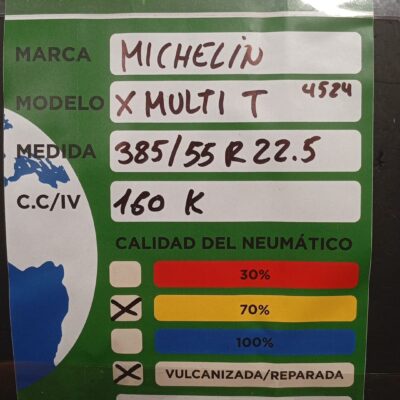 MARCA MICHELIN
MODELO X MULTI T 4524
MEDIDA 385/55 R 22.5
C.C/IV 160 K
CALIDAD DEL NEUMÁTICO
30%
X 70%
100%
X VULCANIZADA/REPARADA